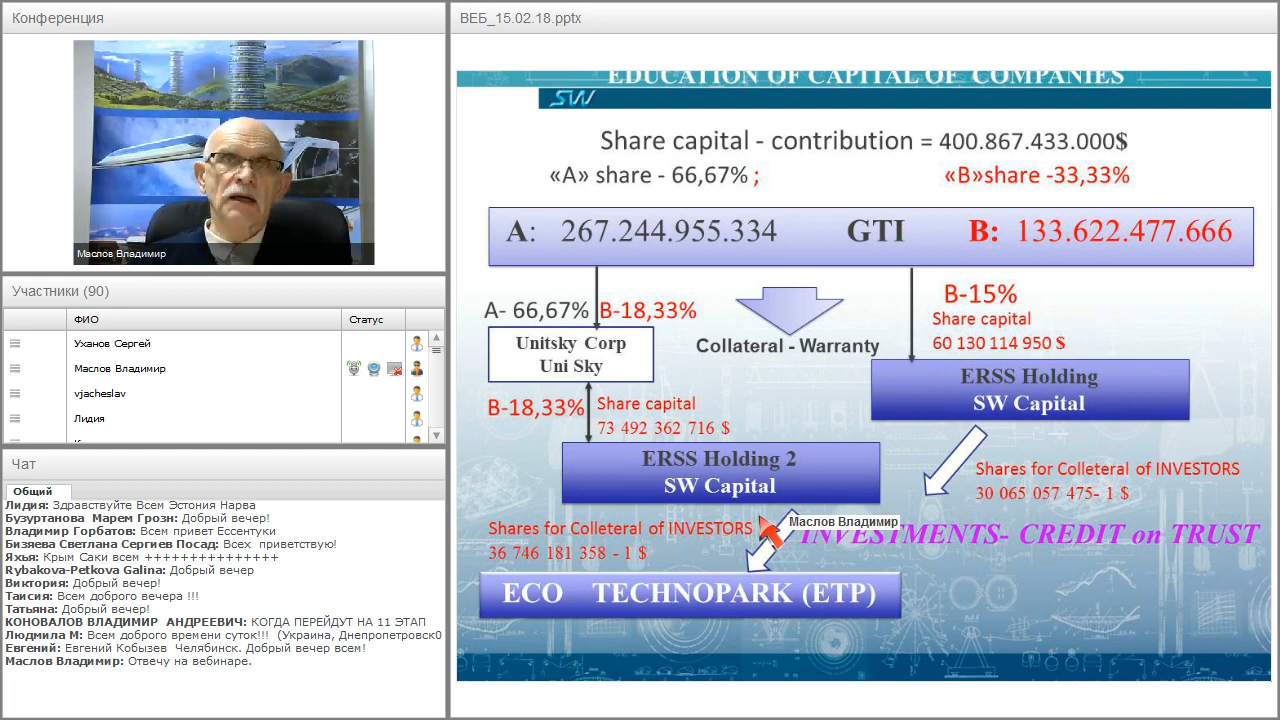 Конференция
Маслов Владимир
Участники (90)
ФИО
Статус
Уханов Сергей
Маслов Владимир
vjacheslav
Лидия
Чат
Общий
Лидия: Здравствуйте Всем Эстония Нарва
Бузуртанова Марем Грозн: Добрый вечер!
Владимир Горбатов: Всем привет Ессентуки
Бизяева Светлана Сергиев Посад: Всех приветствую!
Яхья: Крым Саки всем ++++++++++
Rybakova-Petkova Galina: Добрый вечер
Виктория: Добрый вечер!
Таисия: Всем доброго вечера !!!
Татьяна: Добрый вечер!
КОНОВАЛОВ ВЛАДИМИР АНДРЕЕВИЧ: КОГДА ПЕРЕЙДУТ НА 11 ЭТАП
Людмила М: Всем доброго времени суток!!! (Украина, Днепропетровск0
Евгений: Евгений Кобызев Челябинск. Добрый вечер всем!
Маслов Владимир: Отвечу на вебинаре.
ВЕБ_15.02.18.pptx
EDUCATION OF CAPITAL OF COMPANIES
SW
Share capital - contribution = 400.867.433.000$
«A» share - 66,67% ;
«B»share -33,33%
A: 267.244.955.334 GTI B: 133.622.477.666
A- 66,67% B-18,33%
B-15%
Share capital
60 130 114 950 $
Collateral - Warranty
Unitsky Corp
Uni Sky
ERSS Holding
SW Capital
B-18,33%
Share capital
73 492 362 716 $
ERSS Holding 2
SW Capital
Shares for Colleteral of INVESTORS
30 065 057 475- 1 $
Shares for Colleteral of INVESTORS
36 746 181 358 - 1 $
Маслов Владимир
INVESTMENTS- CREDIT on TRUST
ECO TECHNOPARK (ETP)